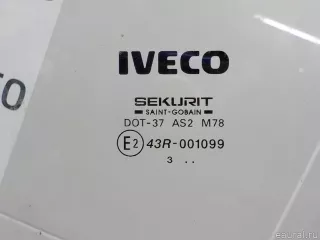 IVECO
SEKURIT
SAINT-GOBAIN
DOT-37 AS2 M78
E2 43R-001099
3 ..